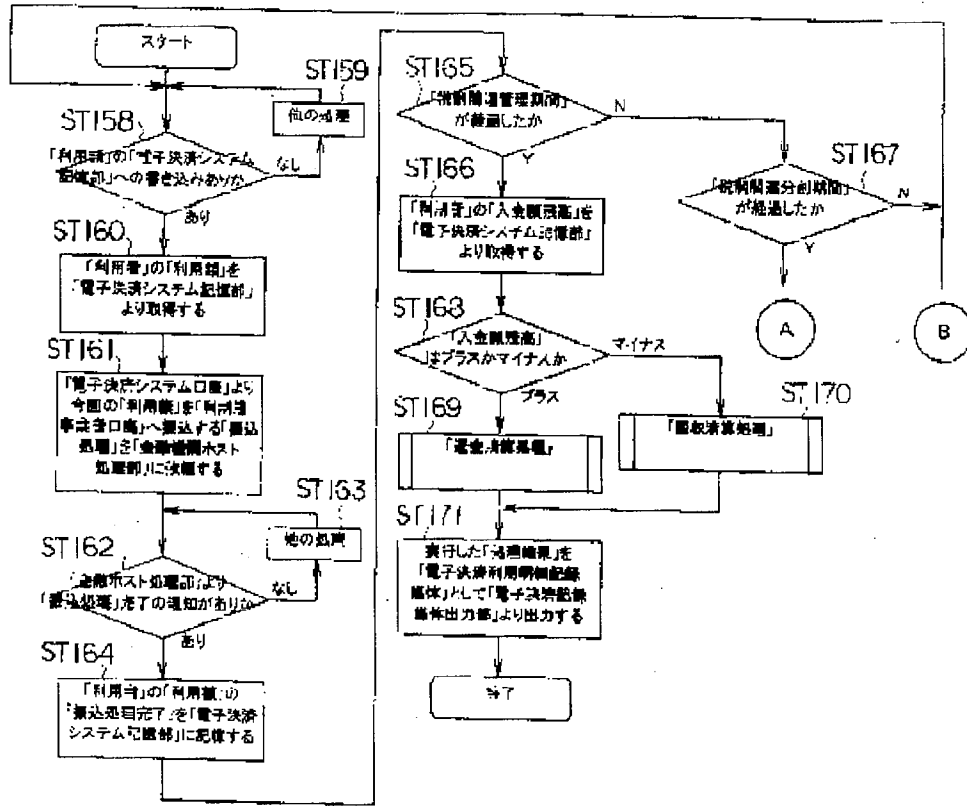 スタート
ST159
他の処理
ST158
「利用額」の「電子決済システム
記憶部」への書き込みありか
なし
あり
ST160
「利用者」の「利用額」を
「電子決済システム記憶部」
より取得する
ST161
「電子決済システム口座」より
今回の「利用額」を
口座」へ振込する「振込
処理」を「金融機関ホスト
処理部」に依頼する
ST163
他の処理
ST162
ホスト処理部」より
「振込処理」完了の通知がありか
なし
あり
ST164
「利用者」の「利用額」の
「振込処理完了」を「電子決済
システム記憶部」に記憶する
ST165
管理期間」
が経過したか
N
Y
ST166
「利用者」の「入金額残高」を
「電子決済システム記憶部」
より取得する
ST167
分割期間」
が経過したか
N
Y
A
B
ST168
「入金額残高」
はプラスかマイナスか
マイナス
プラス
ST169
「返金清算処理」
ST170
「回収清算処理」
ST171
実行した「処理結果」を
「電子決済利用明細記録
媒体」として「電子決済記録
媒体出力部」より出力する
終了